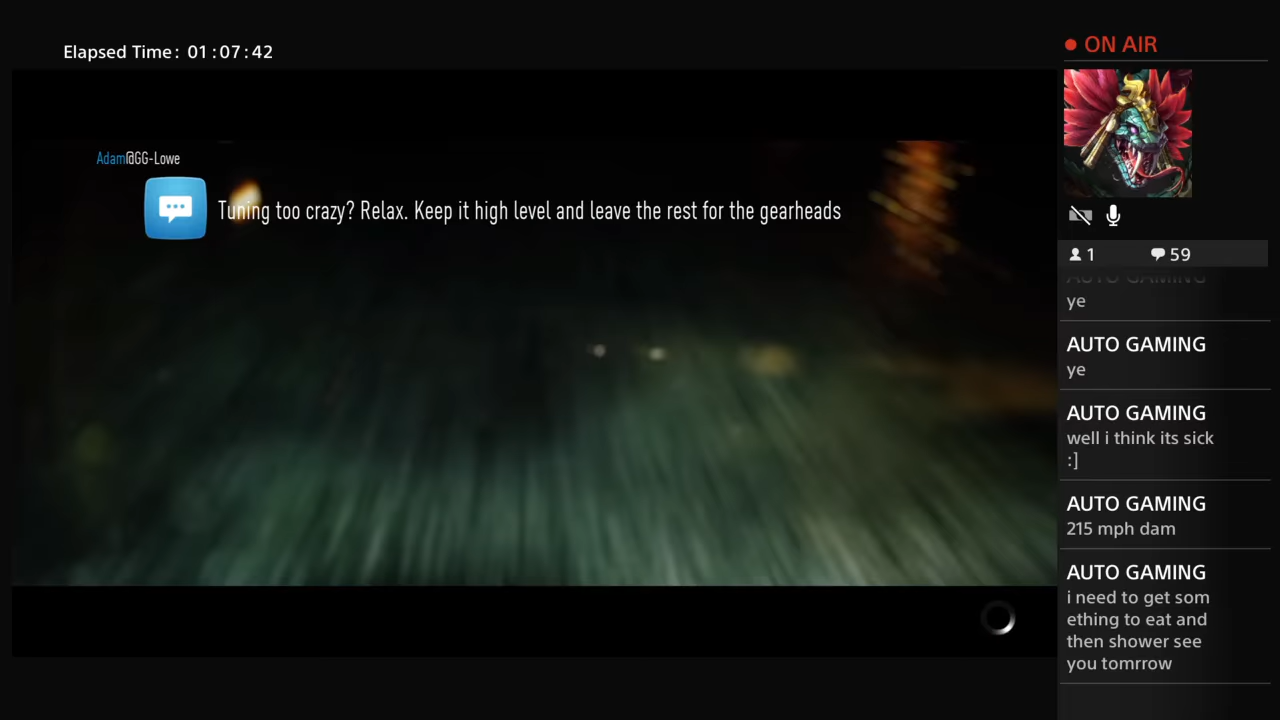 Elapsed Time: 01:07:42
ON AIR
Adam@GG-Lowe
Tuning too crazy? Relax. Keep it high level and leave the rest for the gearheads
1 59
AUTO GAMING
ye
AUTO GAMING
ye
AUTO GAMING
well i think its sick
:]
AUTO GAMING
215 mph dam
AUTO GAMING
i need to get som
ething to eat and
then shower see
you tomrrow